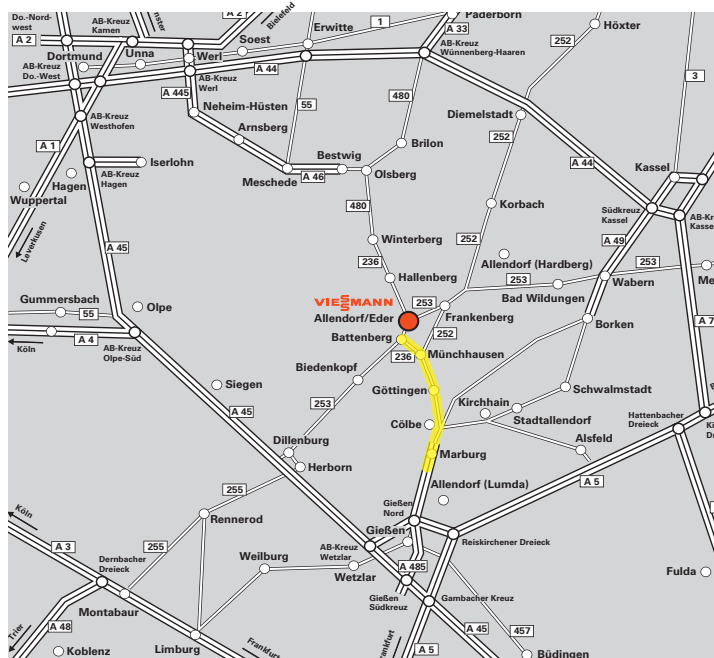 Do.-Nord-
west
AB-Kreuz
Kamen
A 2
Bielefeld
Erwitte
1
Paderborn
A 33
Höxter
A 2
Unna
Werl
Soest
252
Dortmund
AB-Kreuz
Do.-West
AB-Kreuz
Werl
A 44
AB-Kreuz
Wünnenberg-Haaren
3
A 445
55
480
Neheim-Hüsten
Diemelstadt
AB-Kreuz
Westhofen
Arnsberg
252
A 1
Brilon
Iserlohn
Bestwig
A 44
AB-Kreuz
Hagen
Hagen
Meschede
A 46
Olsberg
Kassel
Wuppertal
Leverkusen
480
Korbach
Südkreuz
Kassel
AB-Kr
Kasse
A 45
Winterberg
252
A 49
236
Allendorf (Hardberg)
253
Hallenberg
253
Wabern
Me
Gummersbach
Olpe
VIESSMANN
253
Bad Wildungen
55
Allendorf/Eder
Frankenberg
Borken
A 7
Köln
A 4
AB-Kreuz
Olpe-Süd
Battenberg
252
236
Münchhausen
Biedenkopf
Siegen
Göttingen
Schwalmstadt
253
Kirchhain
A 45
Stadtallendorf
Hattenbacher
Dreieck
Cölbe
Ki
Dillenburg
Alsfeld
Marburg
Herborn
A 5
255
Allendorf (Lumda)
Köln
Gießen
Nord
Rennerod
Gießen
A 3
255
AB-Kreuz
Wetzlar
Reiskirchener Dreieck
Dernbacher
Dreieck
Weilburg
A 485
Wetzlar
Fulda
Montabaur
Gießen
Südkreuz
Gambacher Kreuz
Trier
A 48
A 45
457
Koblenz
Limburg
Frankfurt
A 5
Büdingen